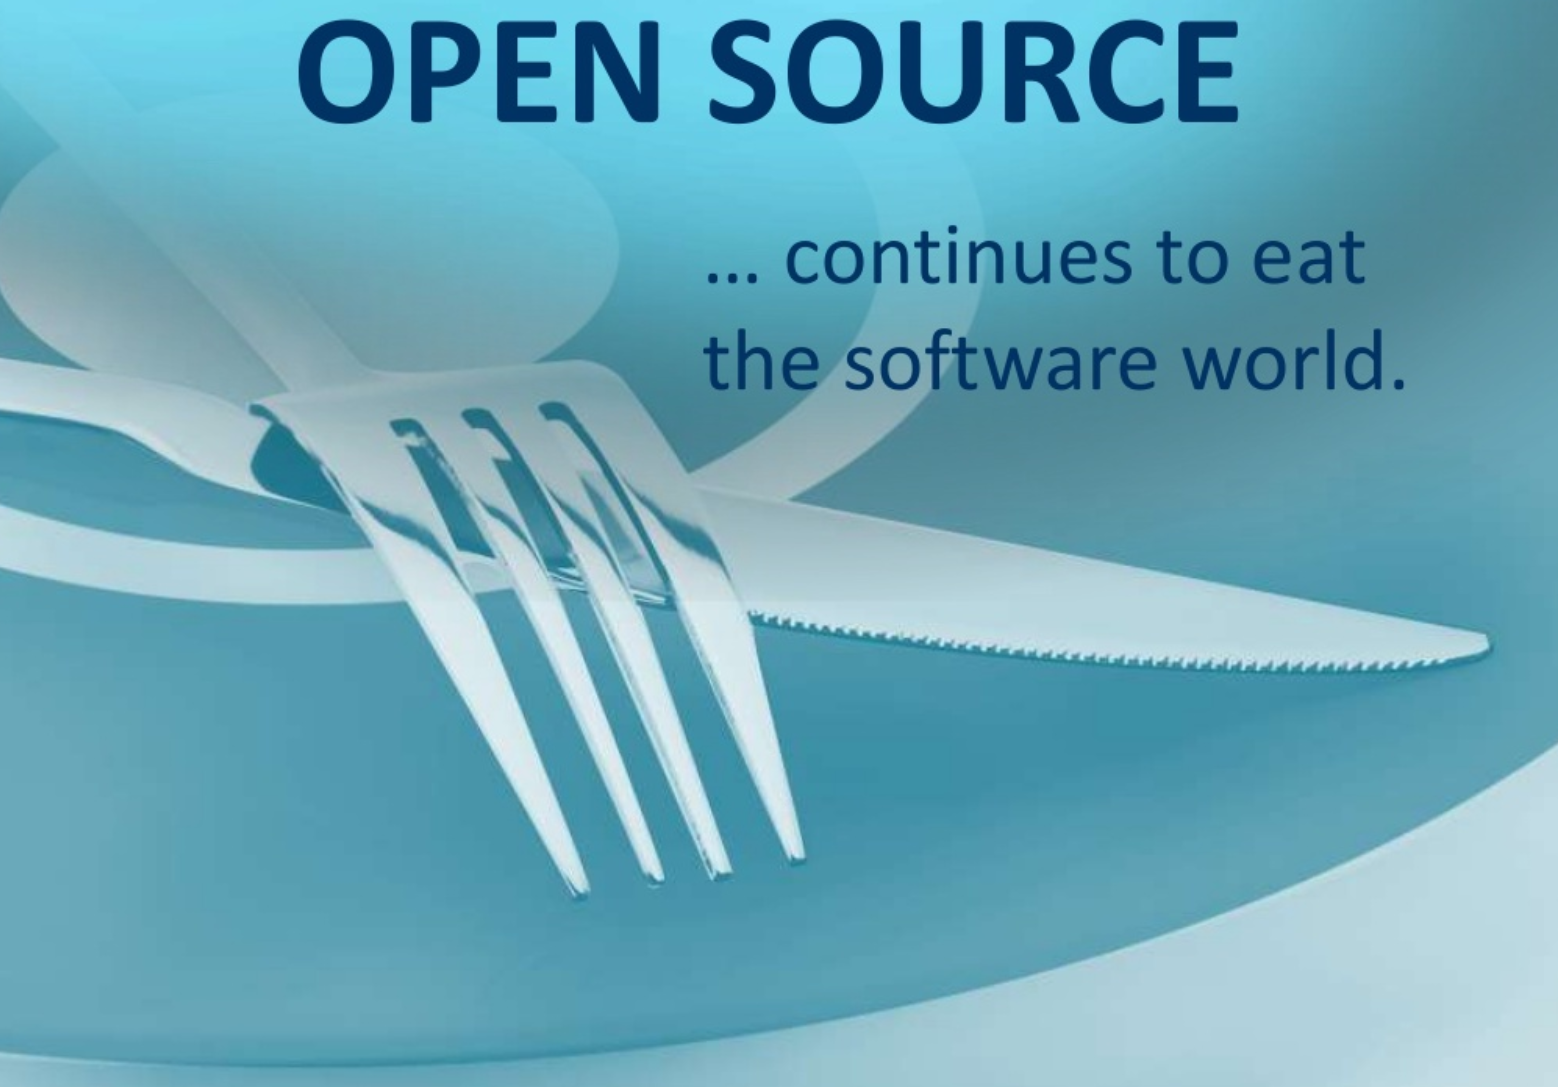 OPEN SOURCE
... continues to eat
the software world.